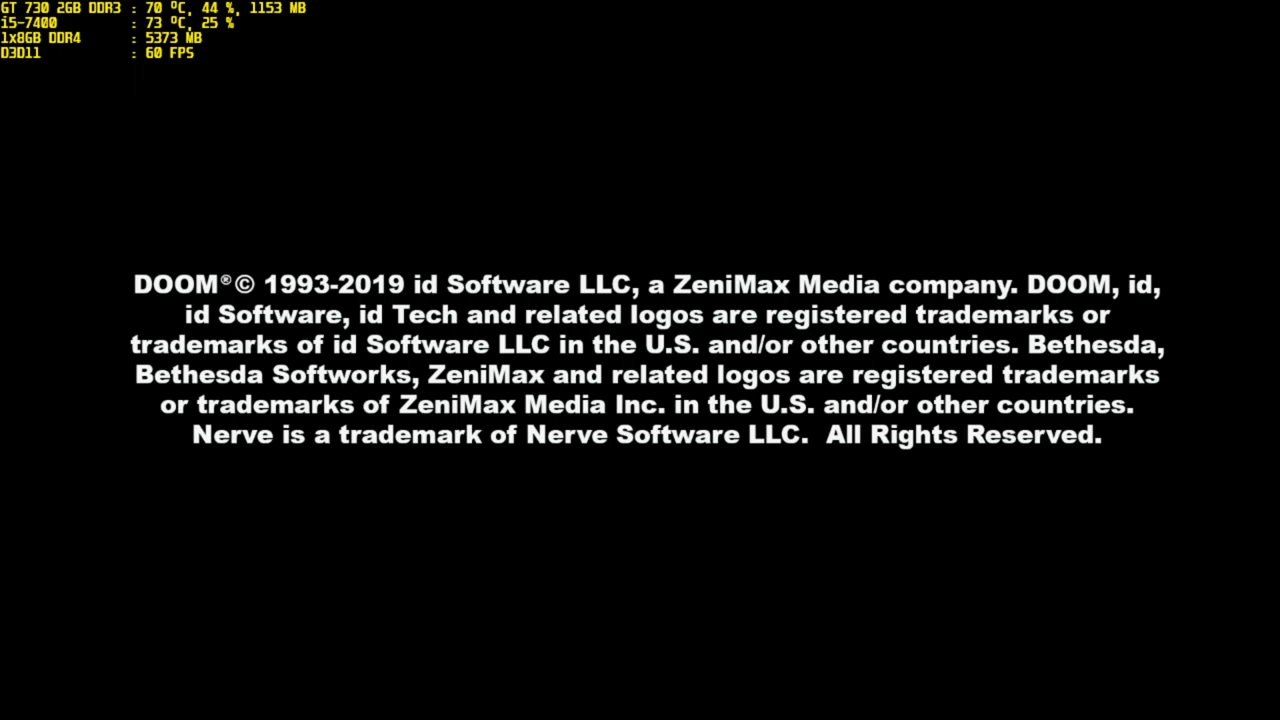 GT 730 2GB DDR3 : 70 ºC, 44 %, 1153 MB
i5-7400 : 73 ºC, 25 %
1x8GB DDR4 : 5373 MB
D3D11 : 60 FPS
DOOM®© 1993-2019 id Software LLC, a ZeniMax Media company. DOOM, id,
id Software, id Tech and related logos are registered trademarks or
trademarks of id Software LLC in the U.S. and/or other countries. Bethesda,
Bethesda Softworks, ZeniMax and related logos are registered trademarks
or trademarks of ZeniMax Media Inc. in the U.S. and/or other countries.
Nerve is a trademark of Nerve Software LLC.  All Rights Reserved.